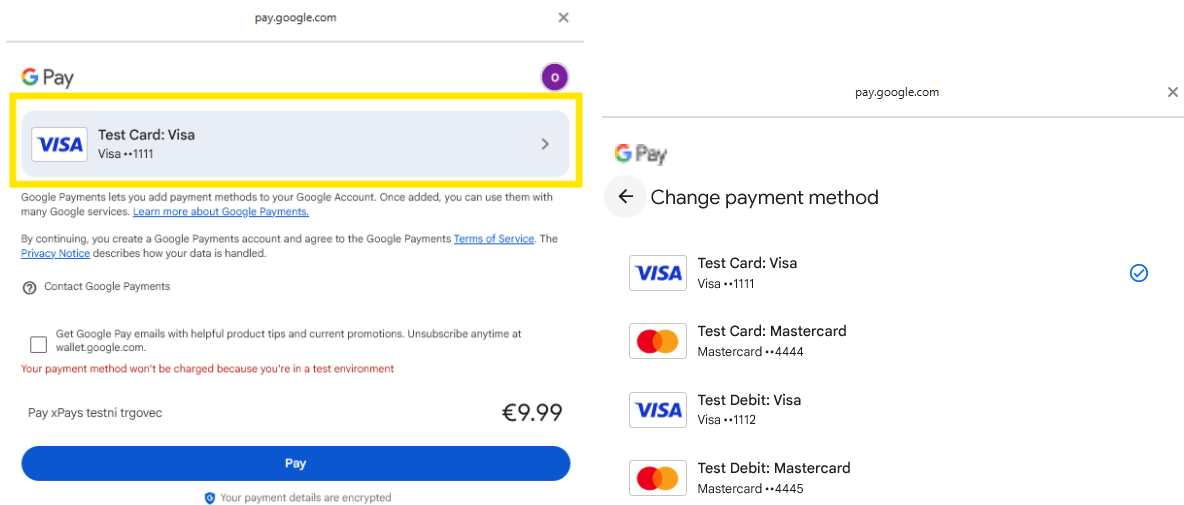 pay.google.com
G Pay
O
VISA
Test Card: Visa
Visa ••1111
Google Payments lets you add payment methods to your Google Account. Once added, you can use them with
many Google services. Learn more about Google Payments.
By continuing, you create a Google Payments account and agree to the Google Payments Terms of Service. The
Privacy Notice describes how your data is handled.
Contact Google Payments
Get Google Pay emails with helpful product tips and current promotions. Unsubscribe anytime at
wallet.google.com.
Your payment method won't be charged because you're in a test environment
Pay xPays testni trgovec
€9.99
Pay
Your payment details are encrypted
pay.google.com
G Pay
Change payment method
VISA
Test Card: Visa
Visa ••1111
Test Card: Mastercard
Mastercard ••4444
VISA
Test Debit: Visa
Visa ••1112
Test Debit: Mastercard
Mastercard ••4445